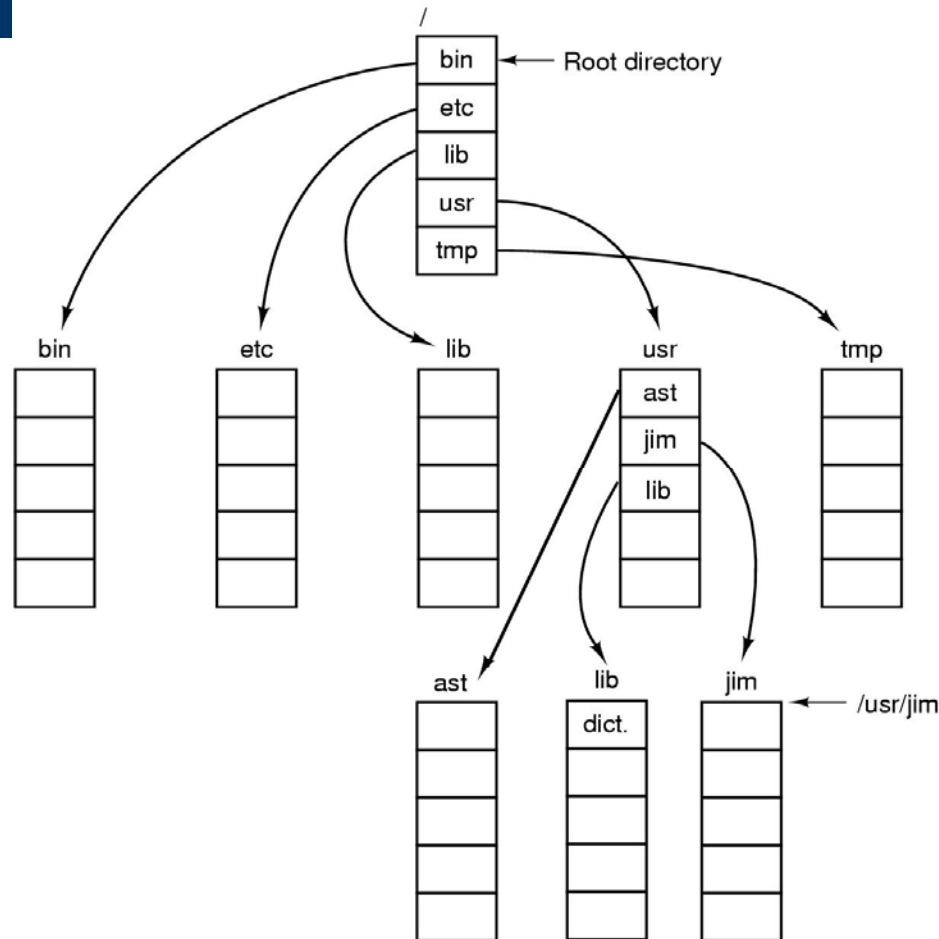 /
bin
Root directory
etc
lib
usr
tmp
bin
etc
lib
usr
tmp
ast
jim
lib
ast
lib
jim
/usr/jim
dict.